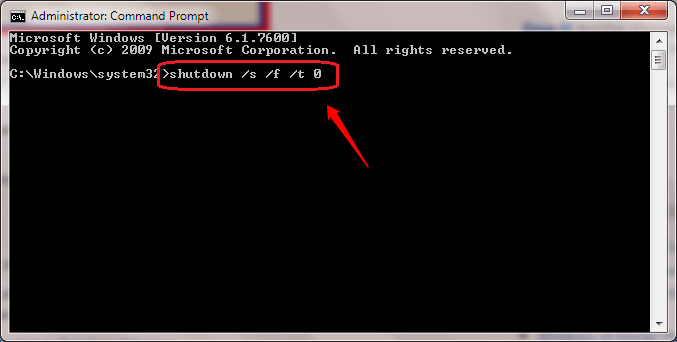 Administrator: Command Prompt
Microsoft Windows [Version 6.1.7600]
Copyright (c) 2009 Microsoft Corporation.  All rights reserved.
C:\Windows\system32>shutdown /s /f /t 0